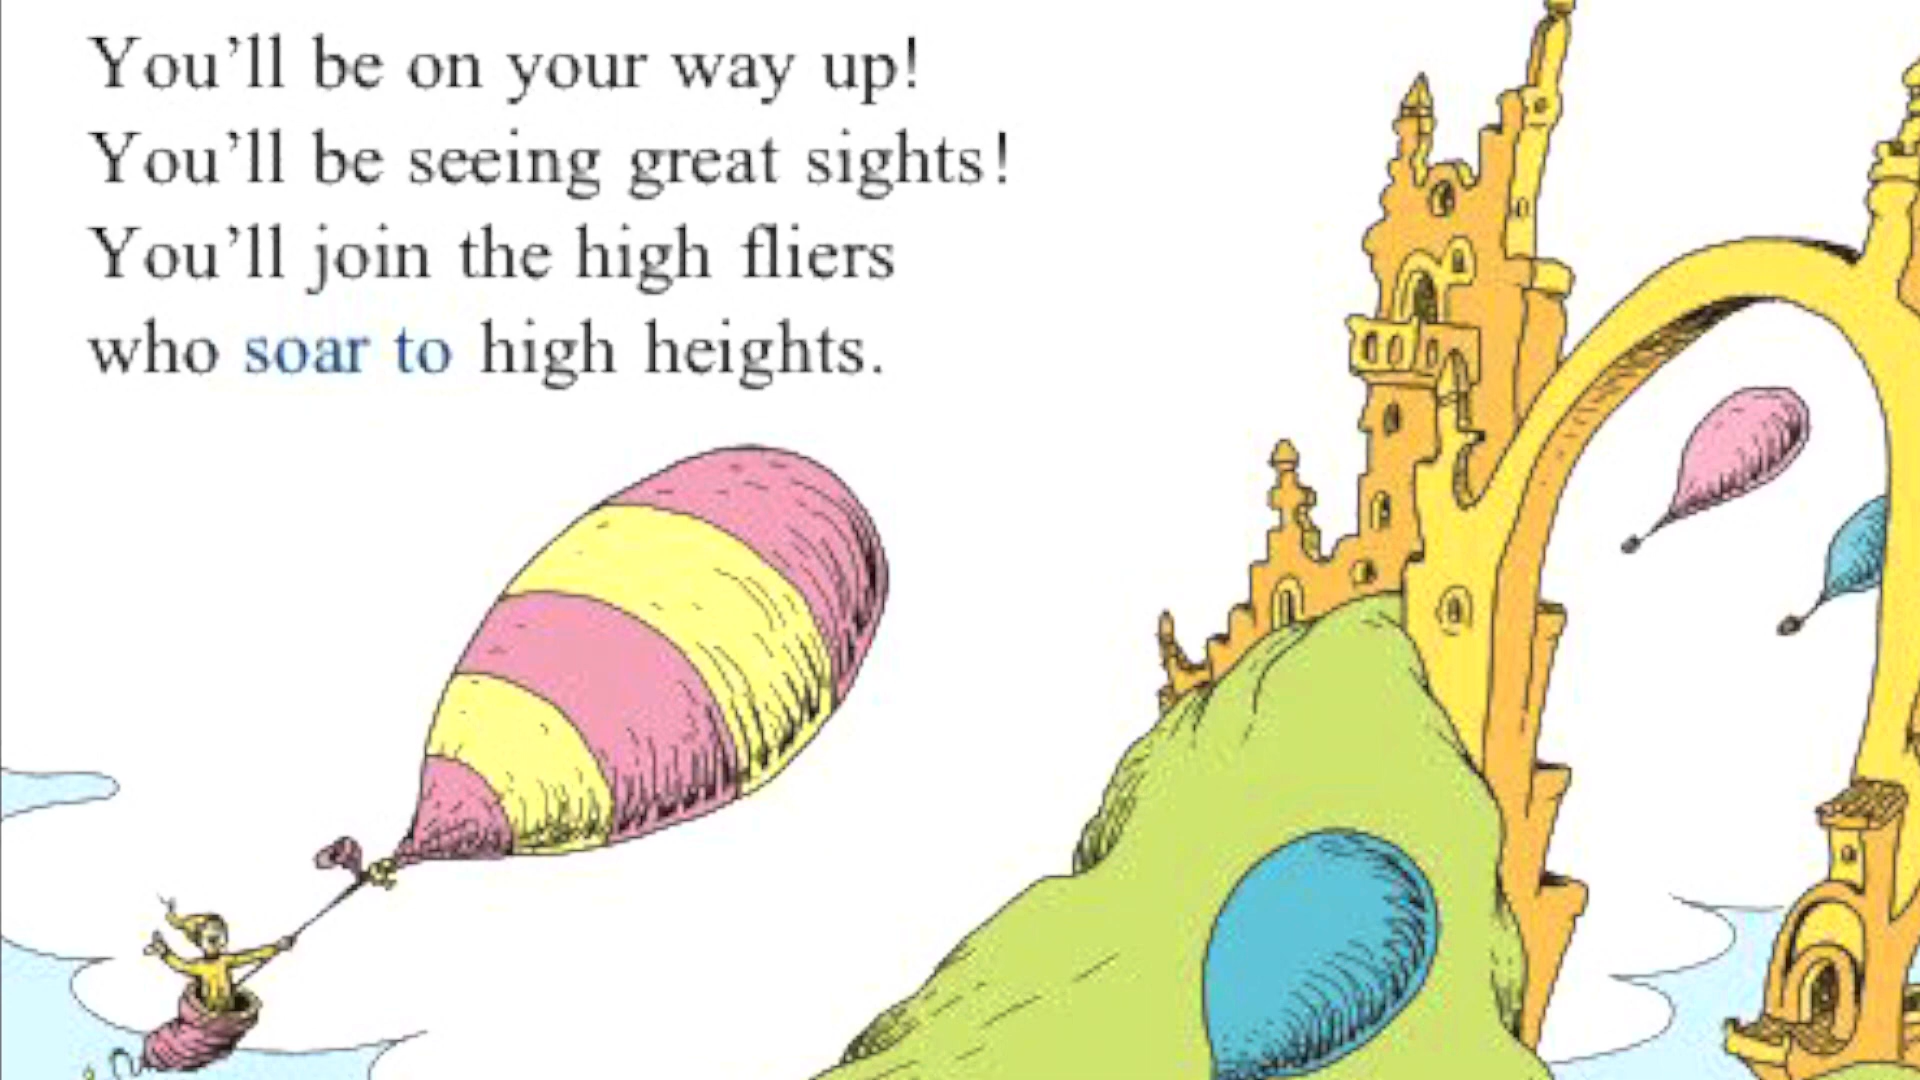 You'll be on your way up!
You'll be seeing great sights!
You'll join the high fliers
who soar to high heights.